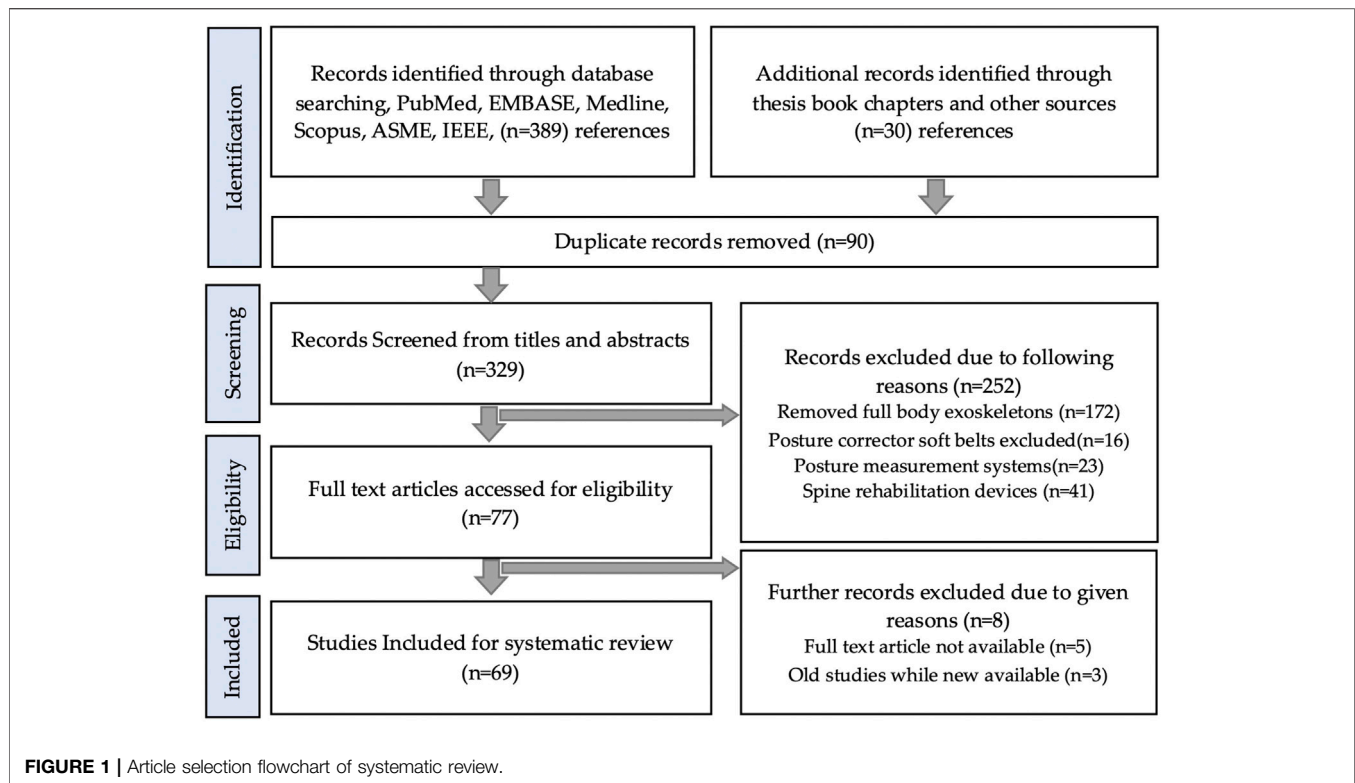 Identification
Records identified through database
searching, PubMed, EMBASE, Medline,
Scopus, ASME, IEEE, (n=389) references
Additional records identified through
thesis book chapters and other sources
(n=30) references
Duplicate records removed (n=90)
Screening
Records Screened from titles and abstracts
(n=329)
Records excluded due to following
reasons (n=252)
Removed full body exoskeletons (n=172)
Posture corrector soft belts excluded(n=16)
Posture measurement systems(n=23)
Spine rehabilitation devices (n=41)
Eligibility
Full text articles accessed for eligibility
(n=77)
Further records excluded due to given
reasons (n=8)
Full text article not available (n=5)
Old studies while new available (n=3)
Included
Studies Included for systematic review
(n=69)
FIGURE 1 | Article selection flowchart of systematic review.